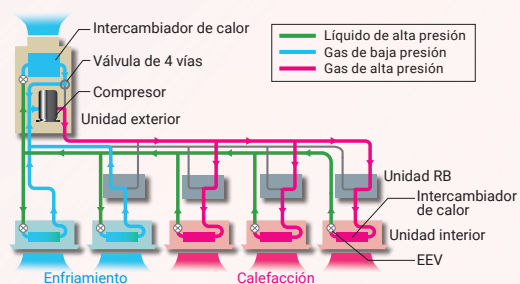 Intercambiador de calor
Válvula de 4 vías
Compresor
Unidad exterior
Líquido de alta presión
Gas de baja presión
Gas de alta presión
Unidad RB
Intercambiador
de calor
Unidad interior
EEV
Enfriamiento
Calefacción